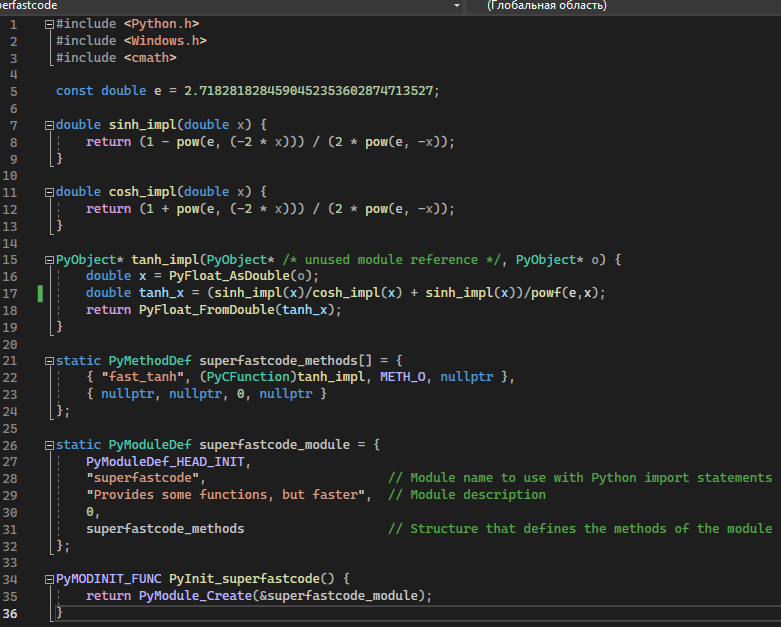 perfastcode (Глобальная область)
1 #include <Python.h>
2 #include <Windows.h>
3 #include <cmath>
4
5 const double e = 2.7182818284590452353602874713527;
6
7 double sinh_impl(double x) {
8 return (1 - pow(e, (-2 * x))) / (2 * pow(e, -x));
9 }
10
11 double cosh_impl(double x) {
12 return (1 + pow(e, (-2 * x))) / (2 * pow(e, -x));
13 }
14
15 PyObject* tanh_impl(PyObject* /* unused module reference */, PyObject* o) {
16 double x = PyFloat_AsDouble(o);
17 double tanh_x = (sinh_impl(x)/cosh_impl(x) + sinh_impl(x))/powf(e,x);
18 return PyFloat_FromDouble(tanh_x);
19 }
20
21 static PyMethodDef superfastcode_methods[] = {
22 { "fast_tanh", (PyCFunction)tanh_impl, METH_O, nullptr },
23 { nullptr, nullptr, 0, nullptr }
24 };
25
26 static PyModuleDef superfastcode_module = {
27 PyModuleDef_HEAD_INIT,
28 "superfastcode", // Module name to use with Python import statements
29 "Provides some functions, but faster", // Module description
30 0,
31 superfastcode_methods // Structure that defines the methods of the module
32 };
33
34 PyMODINIT_FUNC PyInit_superfastcode() {
35 return PyModule_Create(&superfastcode_module);
36 }